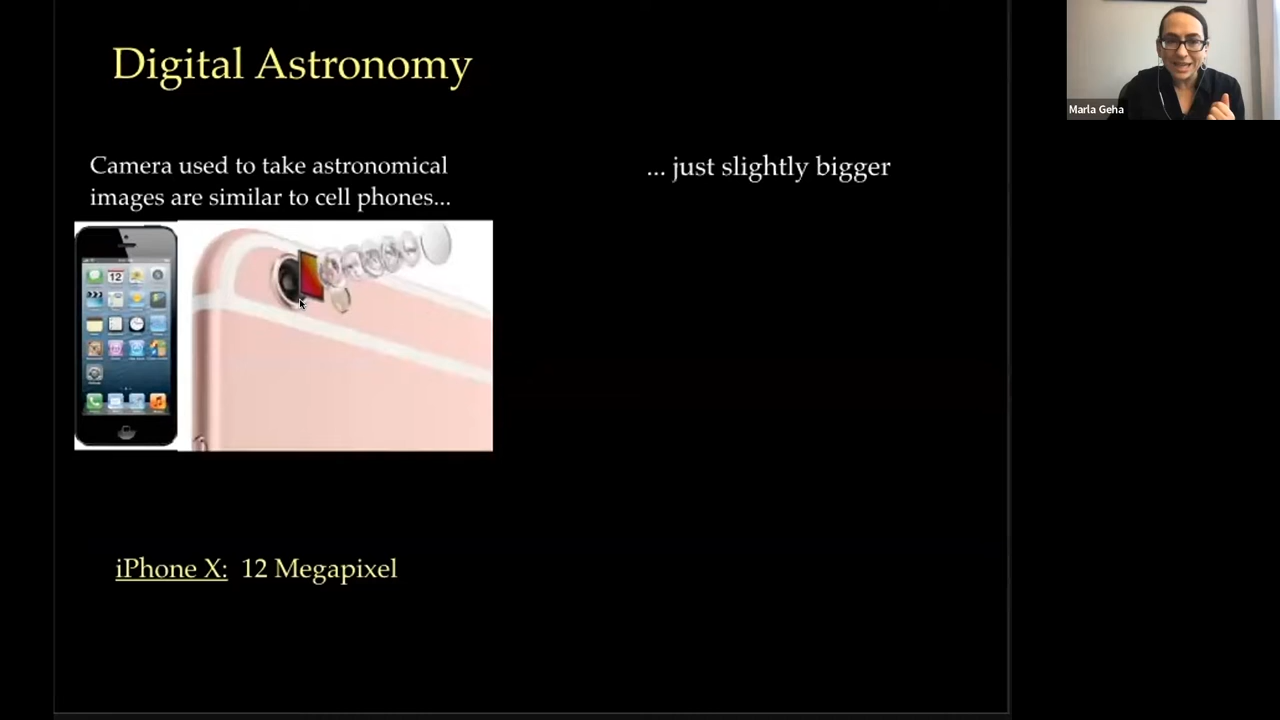 Digital Astronomy
Marla Geha
Camera used to take astronomical
images are similar to cell phones...
... just slightly bigger
12
iPhone X: 12 Megapixel